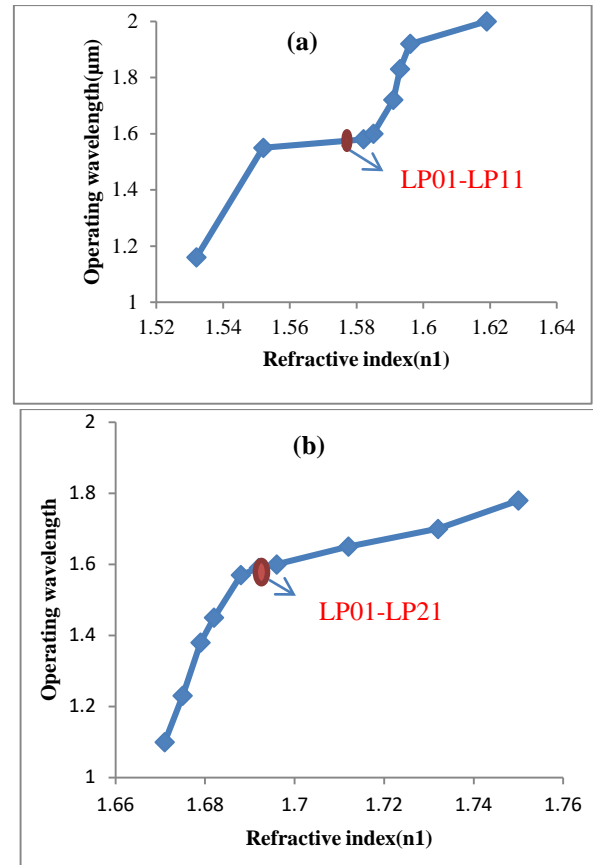 (a)
Operating wavelength(µm)
2
1.8
1.6
1.4
1.2
1
LP01-LP11
1.52 1.54 1.56 1.58 1.6 1.62 1.64
Refractive index(n1)
(b)
Operating wavelength
2
1.8
1.6
1.4
1.2
1
LP01-LP21
1.66 1.68 1.7 1.72 1.74 1.76
Refractive index(n1)